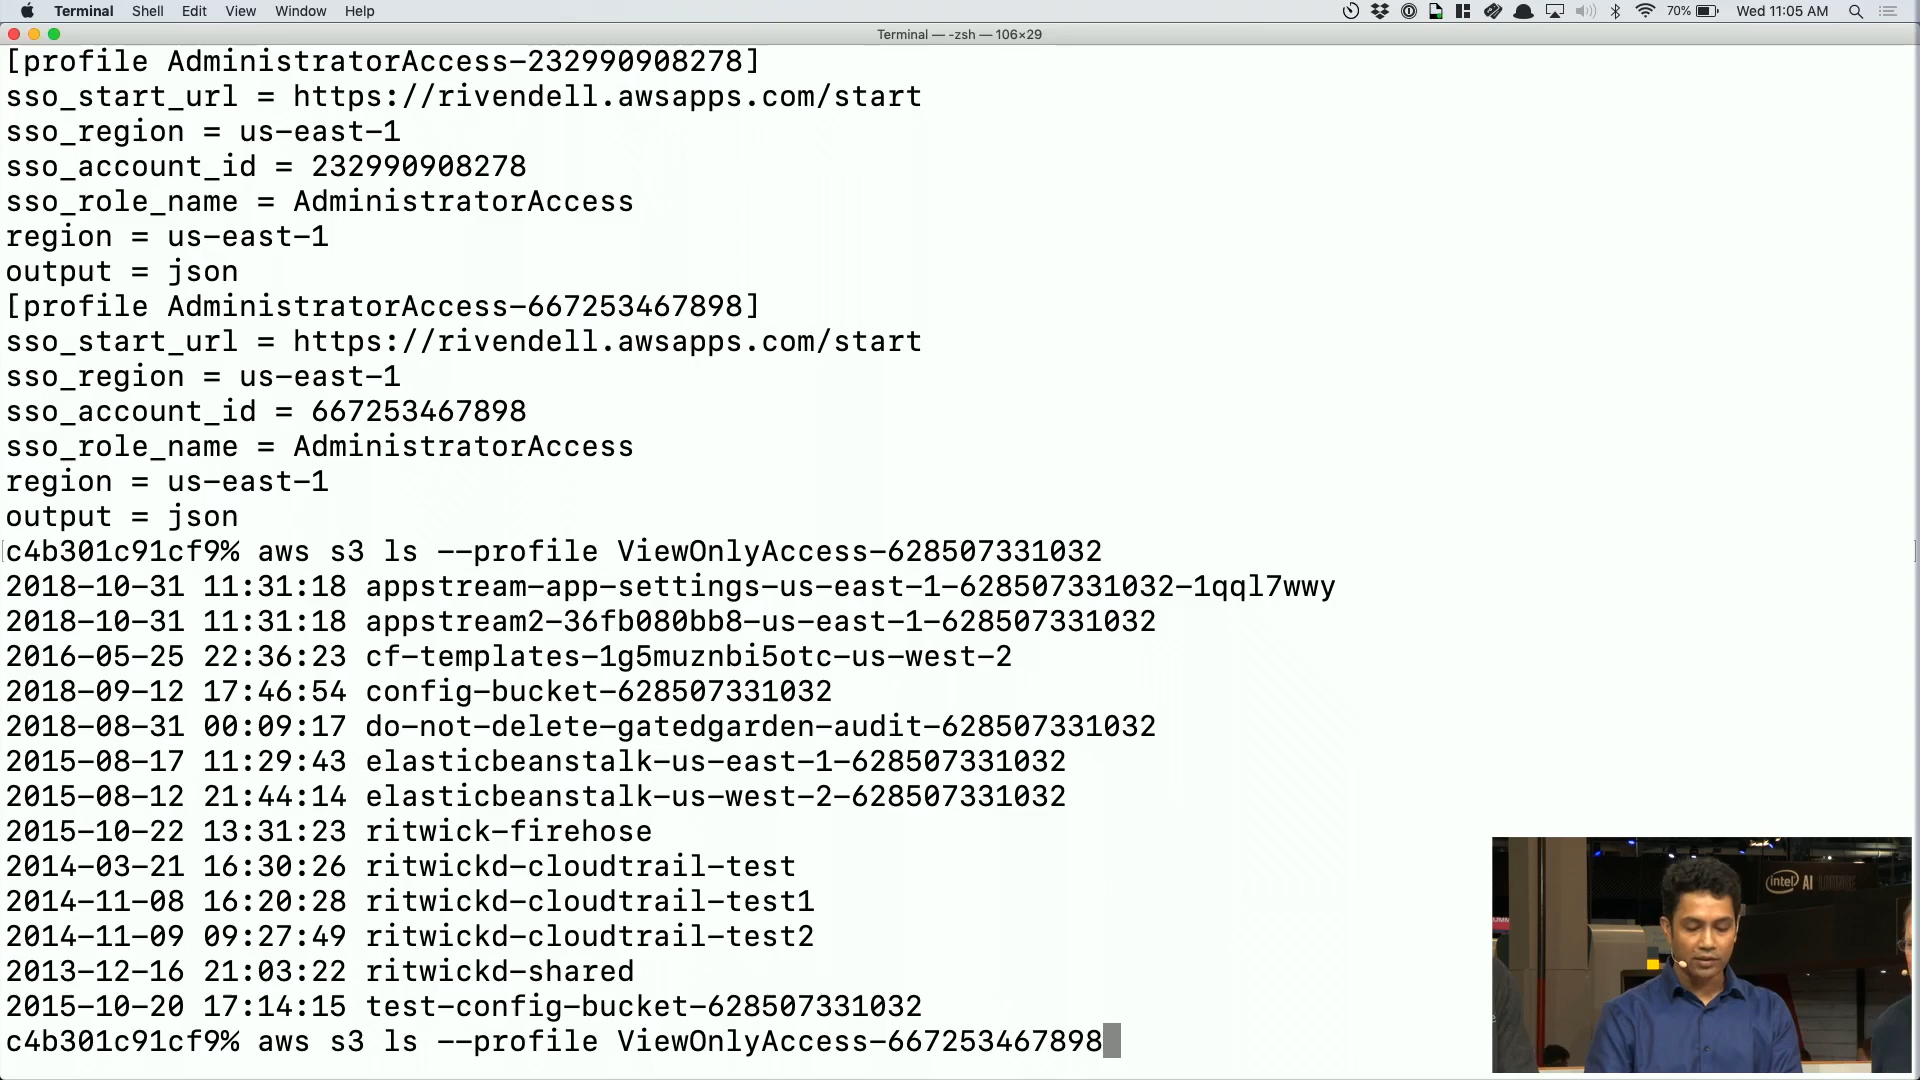 Terminal Shell Edit View Window Help 70% Wed 11:05 AM
Terminal — -zsh — 106×29
[profile AdministratorAccess-232990908278]
sso_start_url = https://rivendell.awsapps.com/start
sso_region = us-east-1
sso_account_id = 232990908278
sso_role_name = AdministratorAccess
region = us-east-1
output = json
[profile AdministratorAccess-667253467898]
sso_start_url = https://rivendell.awsapps.com/start
sso_region = us-east-1
sso_account_id = 667253467898
sso_role_name = AdministratorAccess
region = us-east-1
output = json
c4b301c91cf9% aws s3 ls --profile ViewOnlyAccess-628507331032
2018-10-31 11:31:18 appstream-app-settings-us-east-1-628507331032-1qql7wwy
2018-10-31 11:31:18 appstream2-36fb080bb8-us-east-1-628507331032
2016-05-25 22:36:23 cf-templates-1g5muznbi5otc-us-west-2
2018-09-12 17:46:54 config-bucket-628507331032
2018-08-31 00:09:17 do-not-delete-gatedgarden-audit-628507331032
2015-08-17 11:29:43 elasticbeanstalk-us-east-1-628507331032
2015-08-12 21:44:14 elasticbeanstalk-us-west-2-628507331032
2015-10-22 13:31:23 ritwick-firehose
2014-03-21 16:30:26 ritwickd-cloudtrail-test
2014-11-08 16:20:28 ritwickd-cloudtrail-test1
2014-11-09 09:27:49 ritwickd-cloudtrail-test2
2013-12-16 21:03:22 ritwickd-shared
2015-10-20 17:14:15 test-config-bucket-628507331032
c4b301c91cf9% aws s3 ls --profile ViewOnlyAccess-667253467898
intel AI LOUNGE